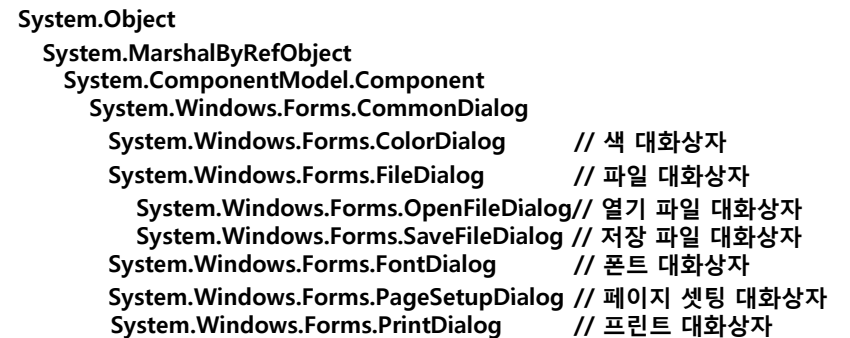 System.Object
System.MarshalByRefObject
System.ComponentModel.Component
System.Windows.Forms.CommonDialog
System.Windows.Forms.ColorDialog // 색 대화상자
System.Windows.Forms.FileDialog // 파일 대화상자
System.Windows.Forms.OpenFileDialog// 열기 파일 대화상자
System.Windows.Forms.SaveFileDialog // 저장 파일 대화상자
System.Windows.Forms.FontDialog // 폰트 대화상자
System.Windows.Forms.PageSetupDialog // 페이지 셋팅 대화상자
System.Windows.Forms.PrintDialog // 프린트 대화상자